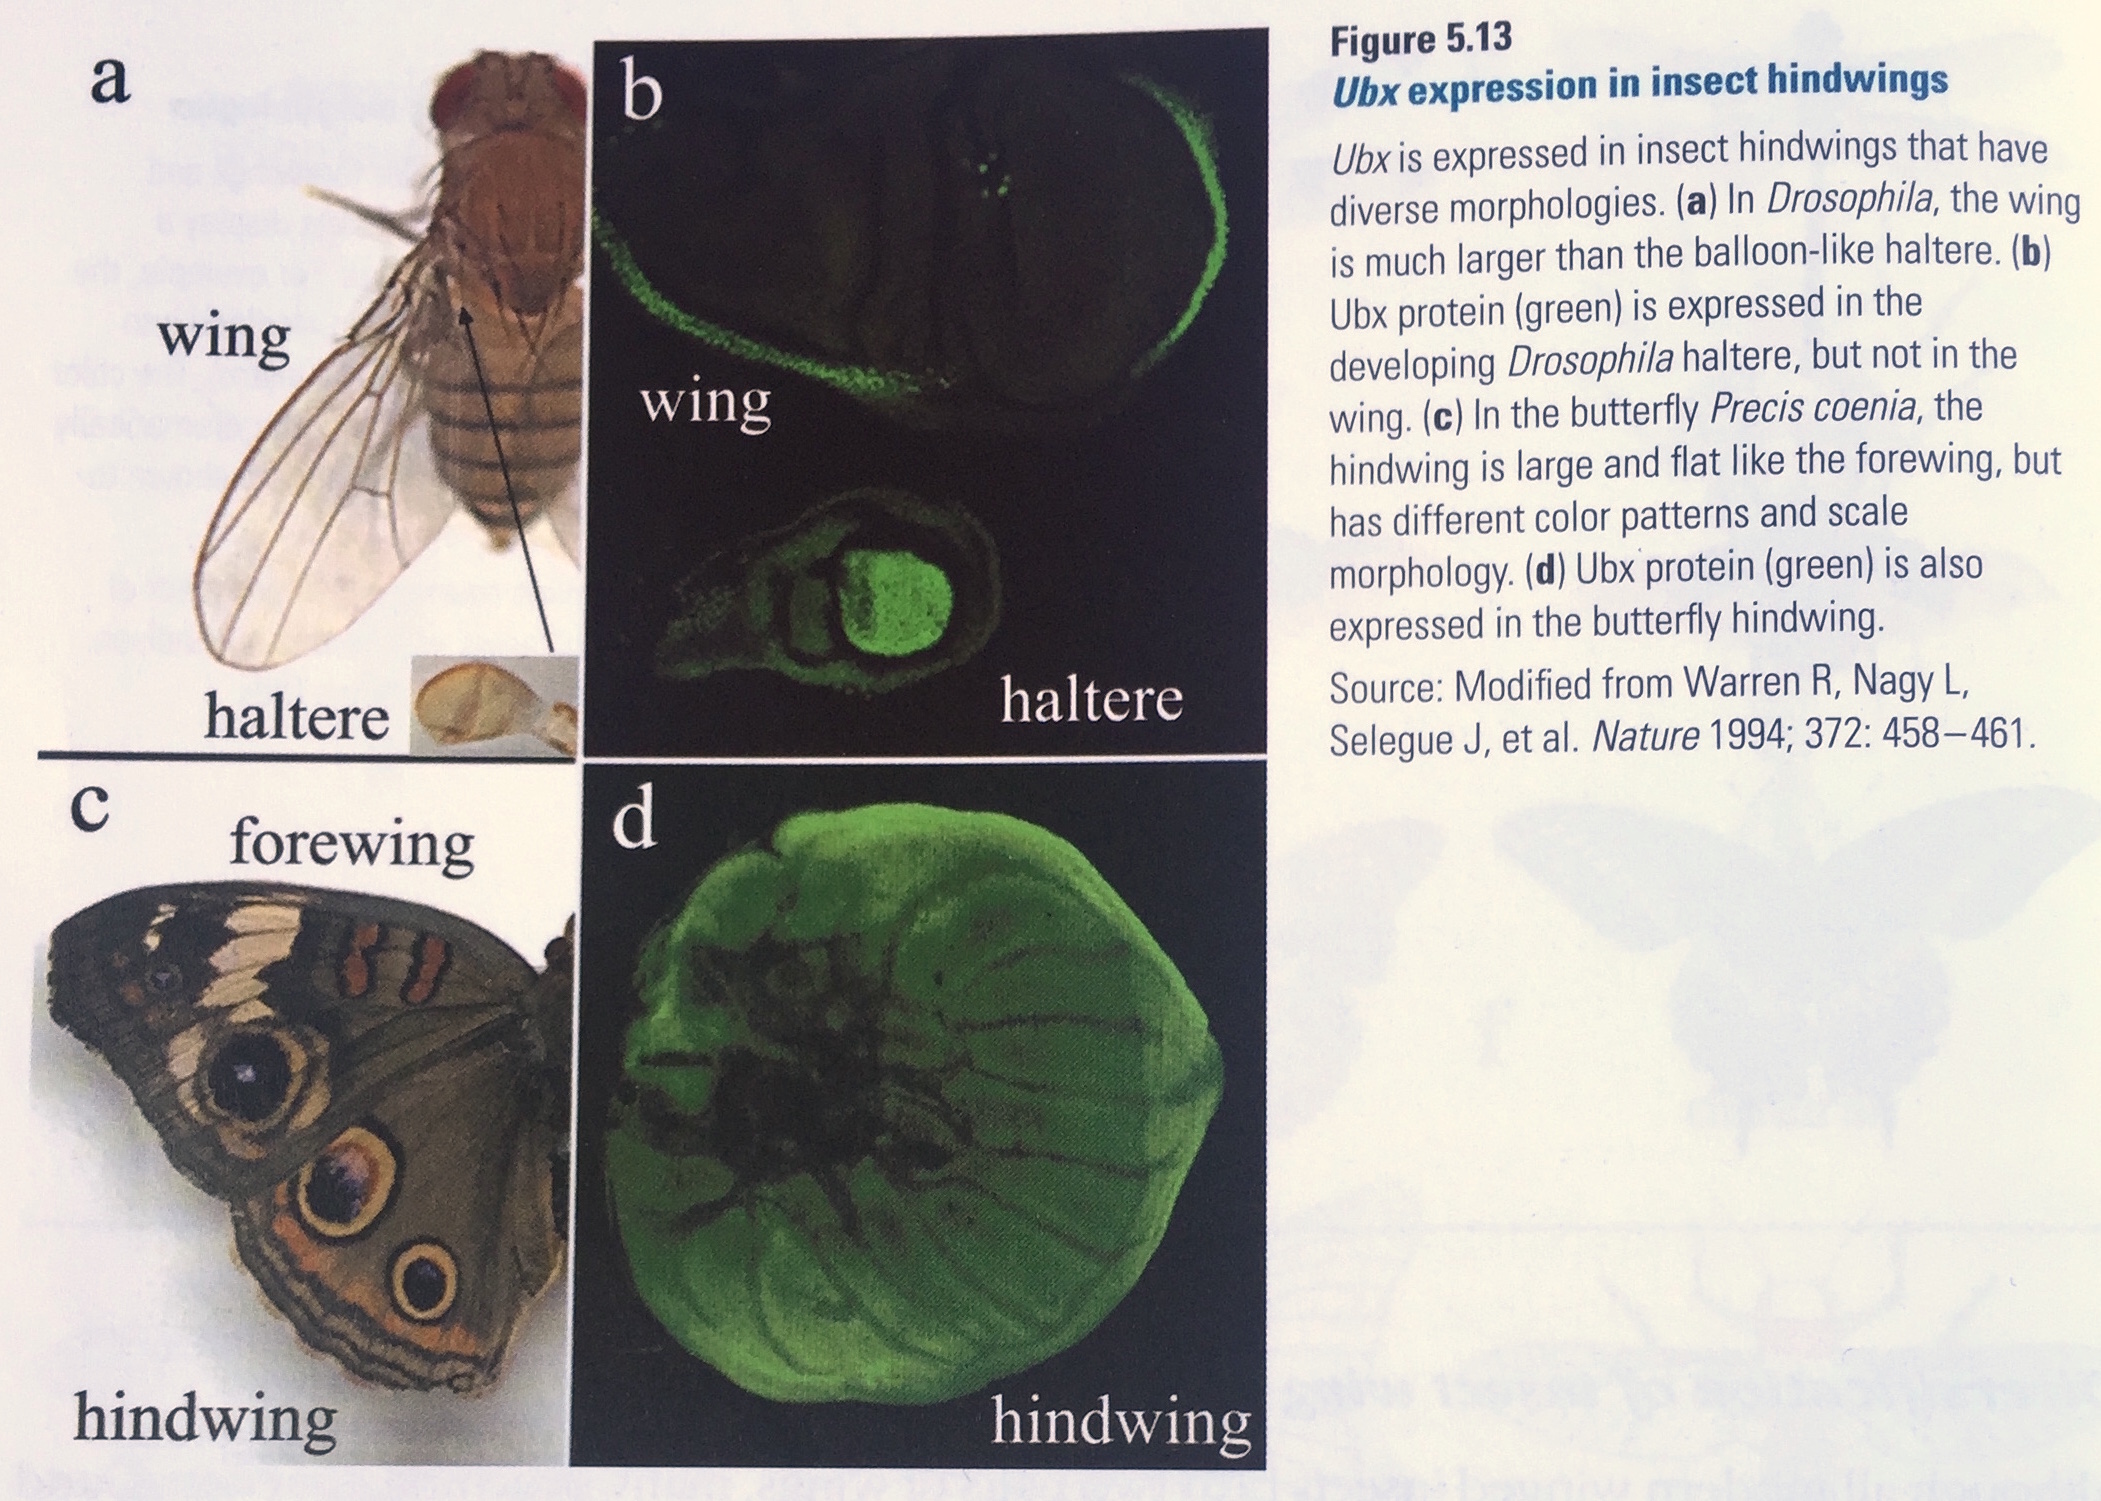 a
wing
haltere
b
wing
haltere
c
forewing
hindwing
d
hindwing
Figure 5.13
Ubx expression in insect hindwings
Ubx is expressed in insect hindwings that have
diverse morphologies. (a) In Drosophila, the wing
is much larger than the balloon-like haltere. (b)
Ubx protein (green) is expressed in the
developing Drosophila haltere, but not in the
wing. (c) In the butterfly Precis coenia, the
hindwing is large and flat like the forewing, but
has different color patterns and scale
morphology. (d) Ubx protein (green) is also
expressed in the butterfly hindwing.
Source: Modified from Warren R, Nagy L,
Selegue J, et al. Nature 1994; 372: 458–461.